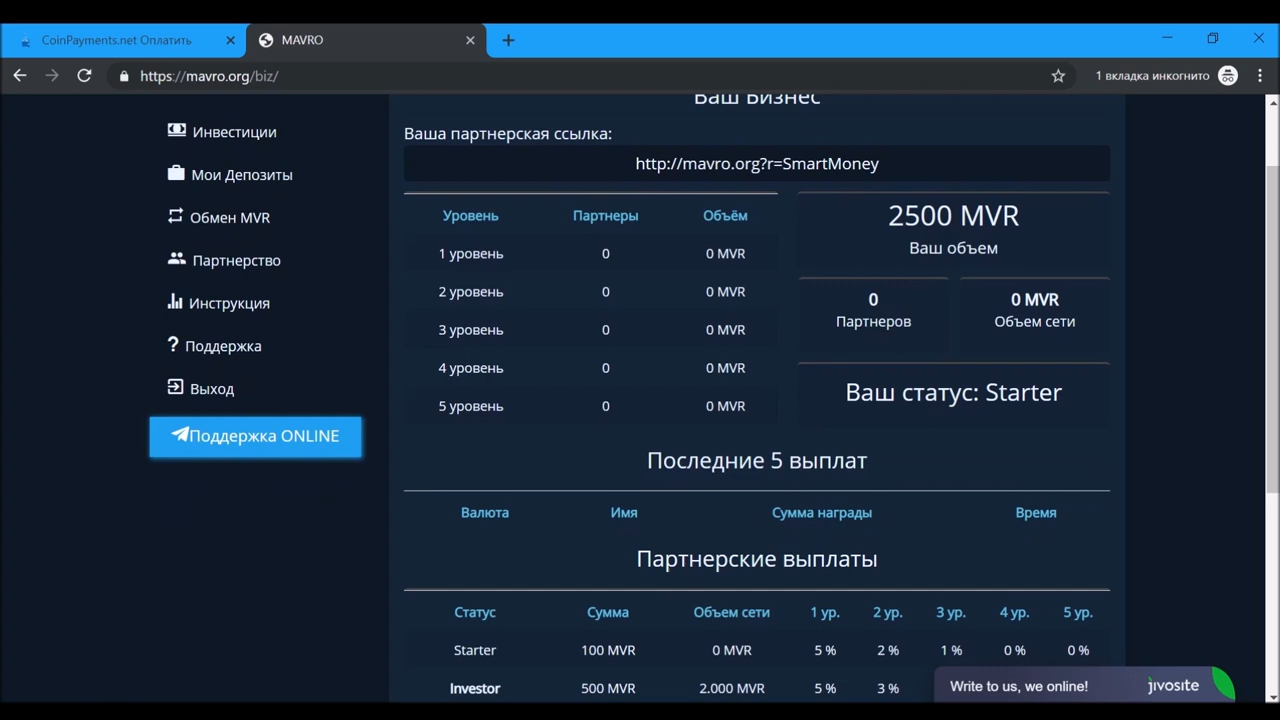 CoinPayments.net Оплатить
MAVRO
https://mavro.org/biz/
1 вкладка инкогнито
Ваш Бизнес
Инвестиции
Мои Депозиты
Обмен MVR
Партнерство
Инструкция
? Поддержка
Выход
Поддержка ONLINE
Ваша партнерская ссылка:
http://mavro.org?r=SmartMoney
Уровень Партнеры Объём
1 уровень 0 0 MVR
2 уровень 0 0 MVR
3 уровень 0 0 MVR
4 уровень 0 0 MVR
5 уровень 0 0 MVR
2500 MVR
Ваш объем
0 0 MVR
Партнеров Объем сети
Ваш статус: Starter
Последние 5 выплат
Валюта Имя Сумма награды Время
Партнерские выплаты
Статус Сумма Объем сети 1 ур. 2 ур. 3 ур. 4 ур. 5 ур.
Starter 100 MVR 0 MVR 5 % 2 % 1 % 0 % 0 %
Investor 500 MVR 2.000 MVR 5 % 3 %
Write to us, we online! jivosite